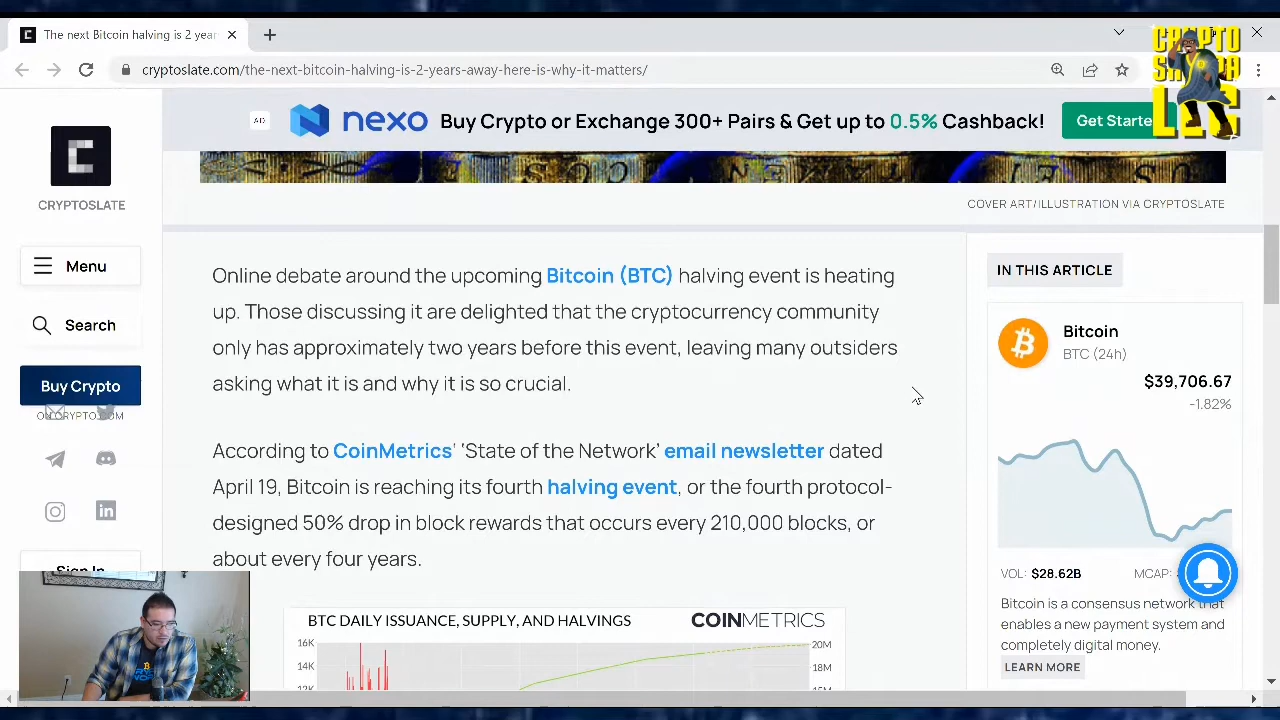 The next Bitcoin halving is 2 year
cryptoslate.com/the-next-bitcoin-halving-is-2-years-away-here-is-why-it-matters/
CRYPTO
AD
nexo
Buy Crypto or Exchange 300+ Pairs & Get up to 0.5% Cashback!
Get Starte
CRYPTOSLATE
COVER ART/ILLUSTRATION VIA CRYPTOSLATE
Menu
Search
Buy Crypto
ON CRYPTO.COM
Sign In
Online debate around the upcoming Bitcoin (BTC) halving event is heating
up. Those discussing it are delighted that the cryptocurrency community
only has approximately two years before this event, leaving many outsiders
asking what it is and why it is so crucial.
According to CoinMetrics' 'State of the Network' email newsletter dated
April 19, Bitcoin is reaching its fourth halving event, or the fourth protocol-
designed 50% drop in block rewards that occurs every 210,000 blocks, or
about every four years.
BTC DAILY ISSUANCE, SUPPLY, AND HALVINGS
COINMETRICS
16K
14K
20M
18M
IN THIS ARTICLE
Bitcoin
BTC (24h)
$39,706.67
-1.82%
VOL: $28.62B
MCAP:
Bitcoin is a consensus network that
enables a new payment system and
completely digital money.
LEARN MORE